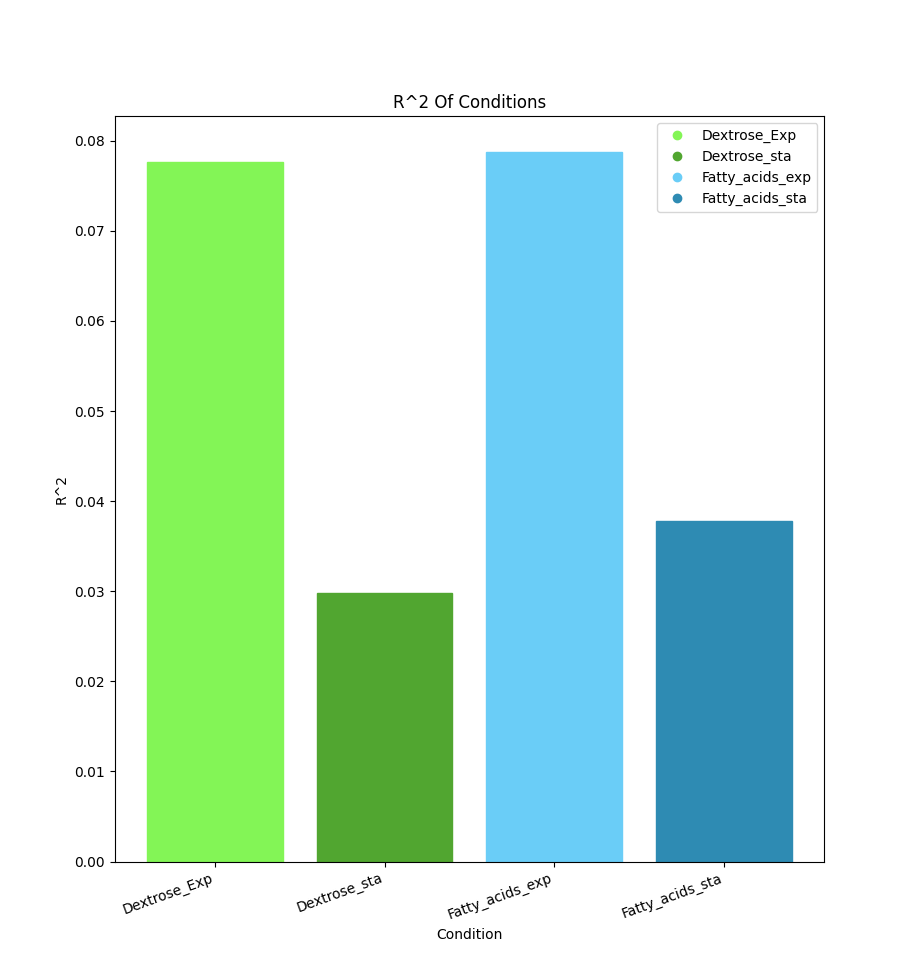 R^2 Of Conditions
Dextrose_Exp
Dextrose_sta
Fatty_acids_exp
Fatty_acids_sta
0.08
0.07
0.06
0.05
0.04
0.03
0.02
0.01
0.00
R^2
Dextrose_Exp
Dextrose_sta
Fatty_acids_exp
Fatty_acids_sta
Condition